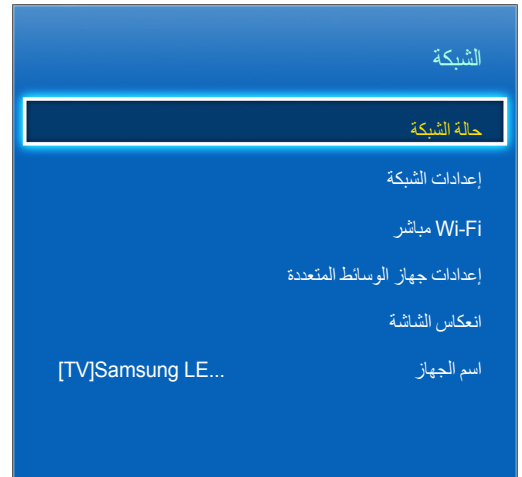 الشبكة
حالة الشبكة
إعدادات الشبكة
Wi-Fi مباشر
إعدادات جهاز الوسائط المتعددة
انعكاس الشاشة
اسم الجهاز [TV]Samsung LE...